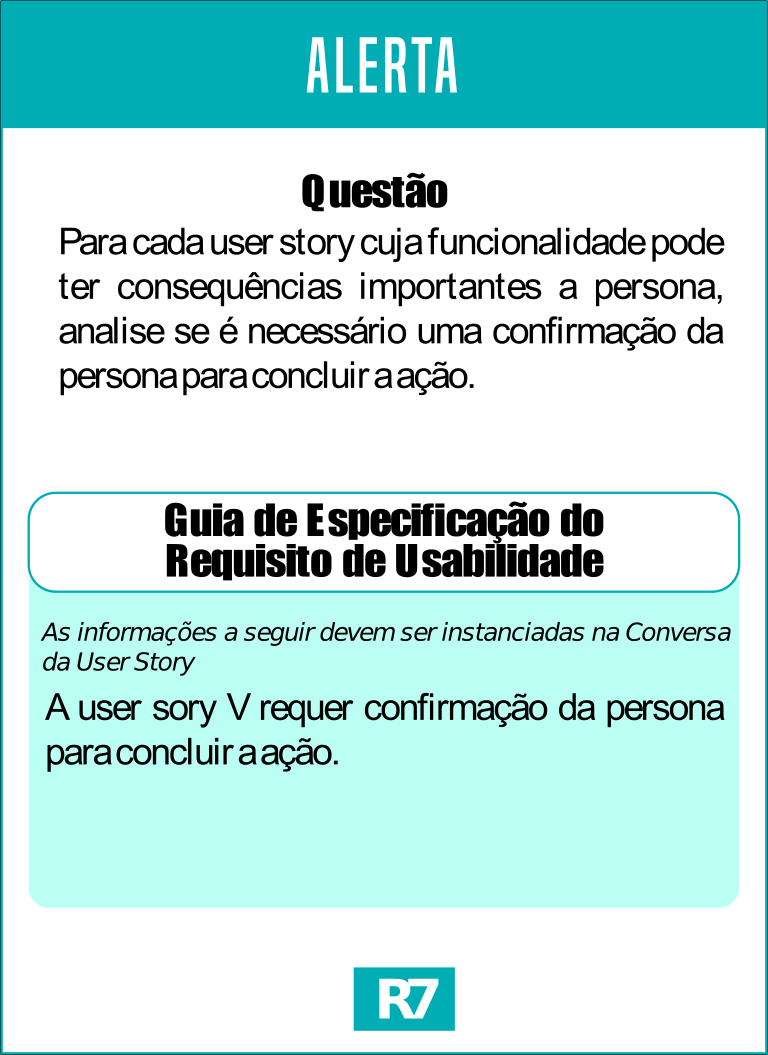 ALERTA
Questão
Para cada user story cuja funcionalidade pode
ter consequências importantes a persona,
analise se é necessário uma confirmação da
persona para concluir a ação.
Guia de Especificação do
Requisito de Usabilidade
As informações a seguir devem ser instanciadas na Conversa
da User Story
A user sory V requer confirmação da persona
para concluir a ação.
R7